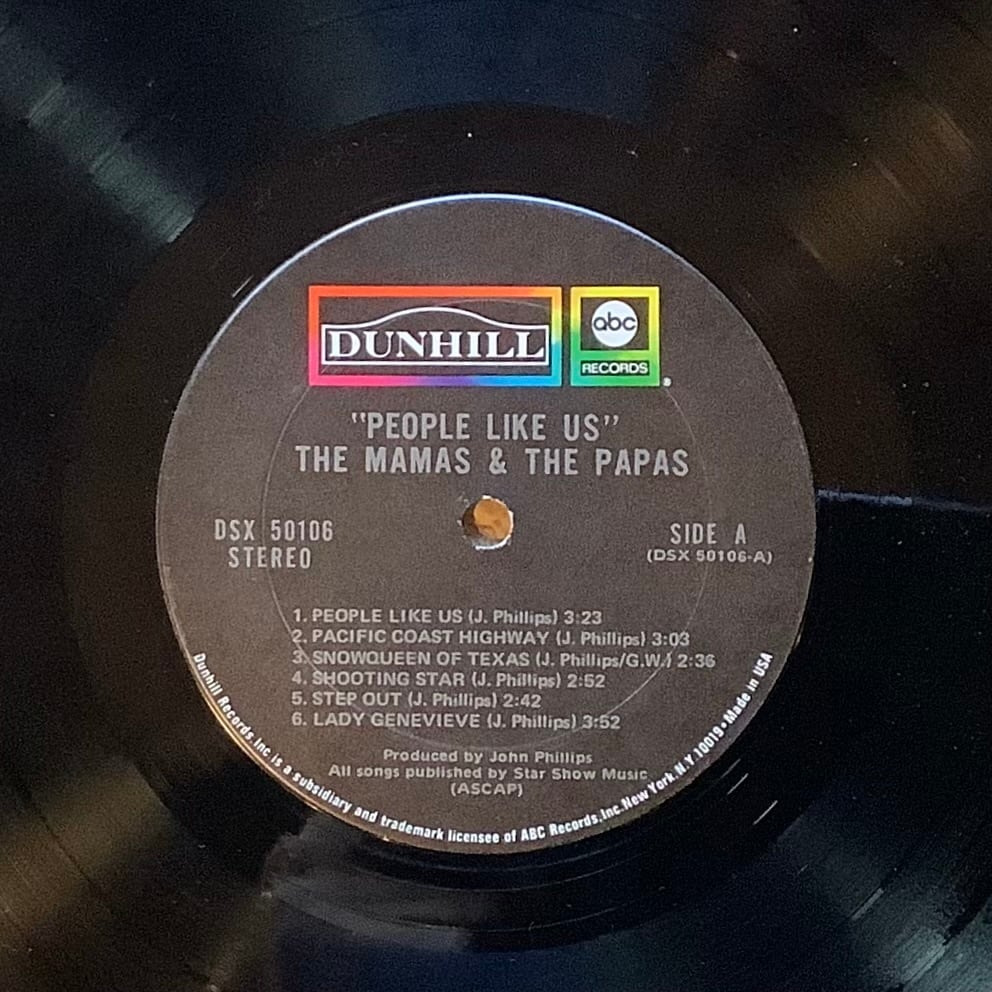 DUNHILL
abc
RECORDS
®
"PEOPLE LIKE US"
THE MAMAS & THE PAPAS
DSX 50106
STEREO
SIDE A
(DSX 50106-A)
1. PEOPLE LIKE US (J. Phillips) 3:23
2. PACIFIC COAST HIGHWAY (J. Phillips) 3:03
3. SNOWQUEEN OF TEXAS (J. Phillips/G.W.) 2:36
4. SHOOTING STAR (J. Phillips) 2:52
5. STEP OUT (J. Phillips) 2:42
6. LADY GENEVIEVE (J. Phillips) 3:52
Produced by John Phillips
All songs published by Star Show Music
(ASCAP)
Dunhill Records, Inc. is a subsidiary and trademark licensee of ABC Records, Inc. New York, N.Y. 10019 • Made in USA